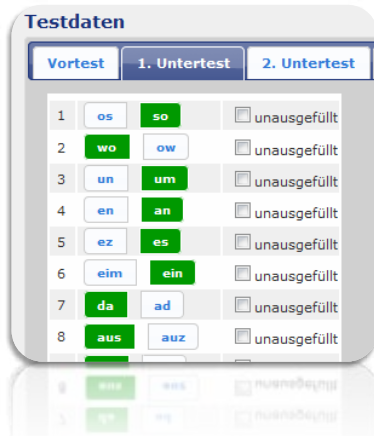 Testdaten
Vortest 1. Untertest 2. Untertest
1 os so unausgefüllt
2 wo ow unausgefüllt
3 un um unausgefüllt
4 en an unausgefüllt
5 ez es unausgefüllt
6 eim ein unausgefüllt
7 da ad unausgefüllt
8 aus auz unausgefüllt